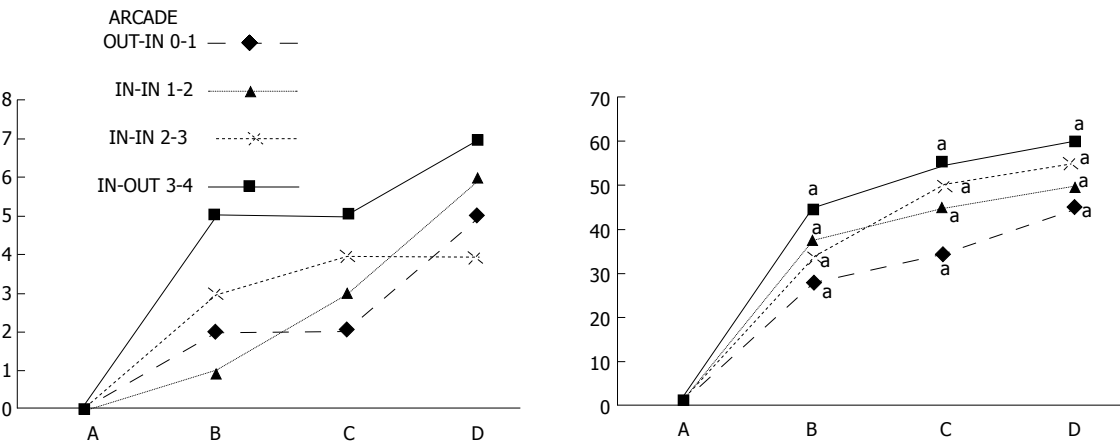 ARCADE
OUT-IN 0-1
IN-IN 1-2
IN-IN 2-3
IN-OUT 3-4
8
7
6
5
4
3
2
1
0
A B C D
70
60
50
40
30
20
10
0
a
a
a
a
a
a
a
a
a
a
a
a
A B C D